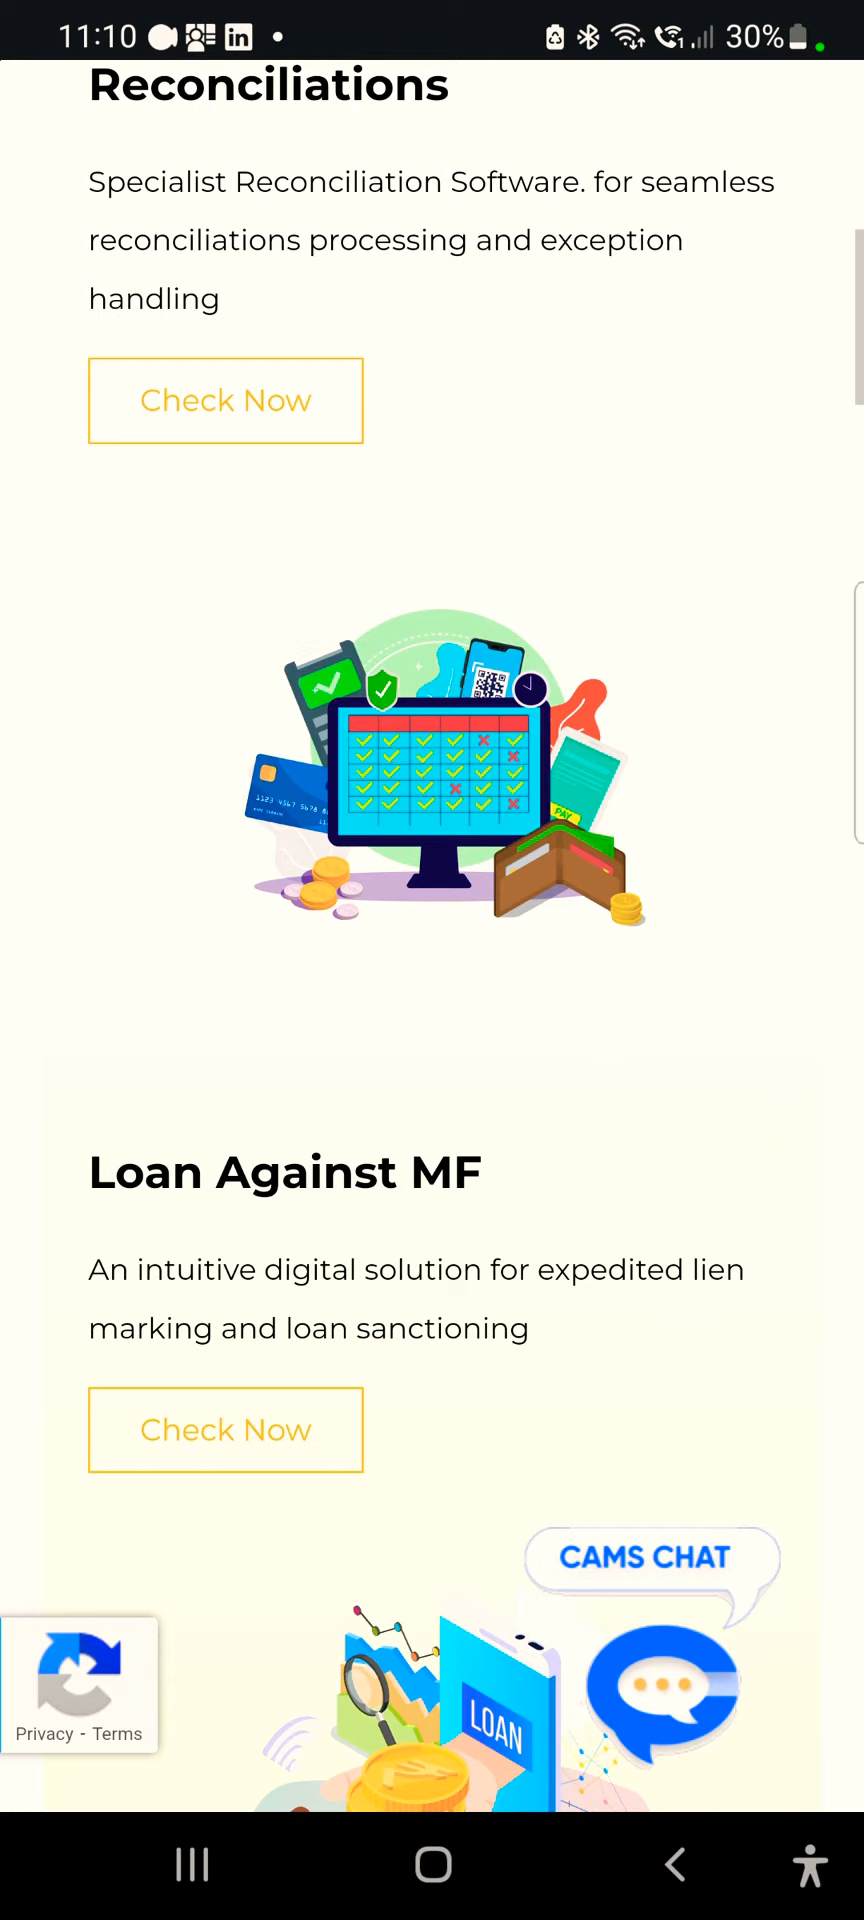 11:10
30%
Reconciliations
Specialist Reconciliation Software. for seamless
reconciliations processing and exception
handling
Check Now
PAY
Loan Against MF
An intuitive digital solution for expedited lien
marking and loan sanctioning
Check Now
CAMS CHAT
LOAN
Privacy - Terms